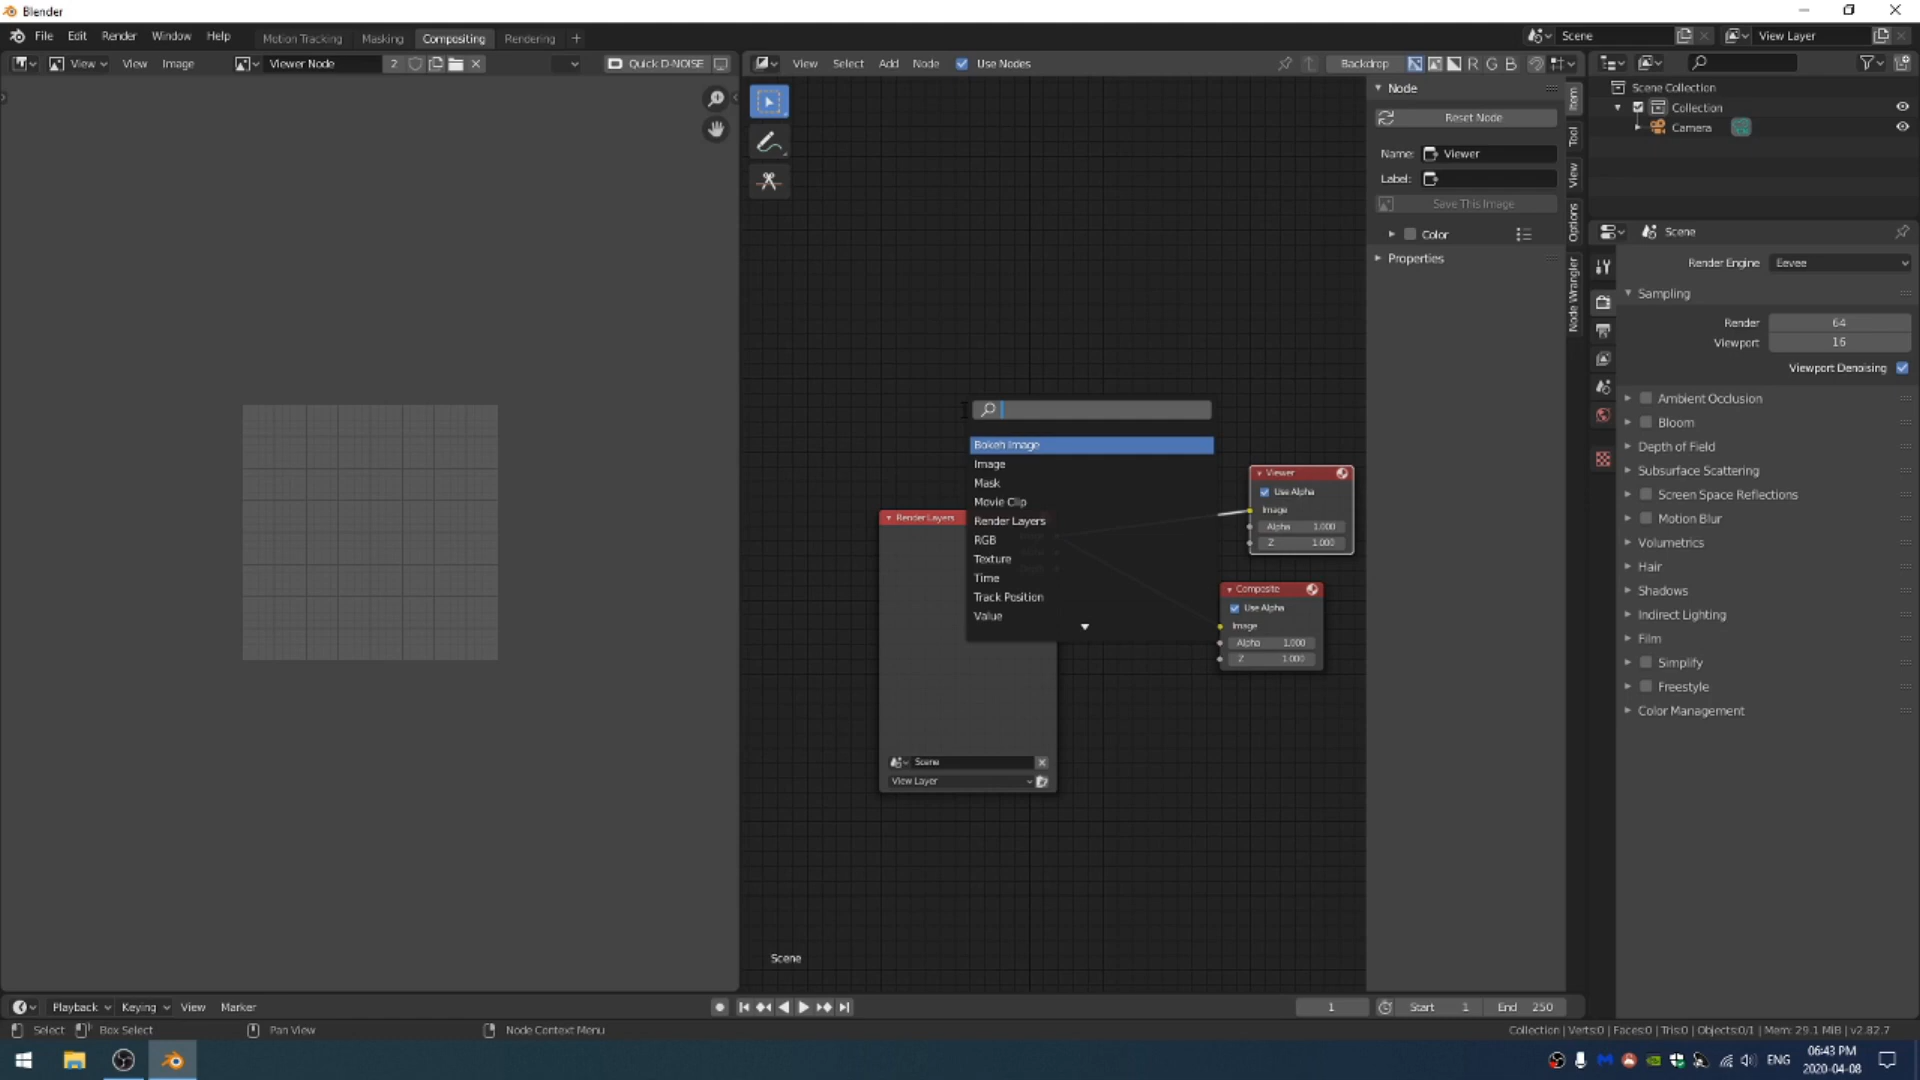 Blender
File Edit Render Window Help Motion Tracking Masking Compositing Rendering + Scene View Layer
View View Image Viewer Node 2 Quick D-NOISE View Select Add Node Use Nodes Backdrop R G B
Node
Reset Node
Name: Viewer
Label:
Save This Image
Color
Properties
Item
Tool
View
Options
Node Wrangler
Scene Collection
Collection
Camera
Scene
Render Engine Eevee
Sampling
Render 64
Viewport 16
Viewport Denoising
Ambient Occlusion
Bloom
Depth of Field
Subsurface Scattering
Screen Space Reflections
Motion Blur
Volumetrics
Hair
Shadows
Indirect Lighting
Film
Simplify
Freestyle
Color Management
Bokeh Image
Image
Mask
Movie Clip
Render Layers
RGB
Texture
Time
Track Position
Value
Render Layers
Scene
View Layer
Viewer
Use Alpha
Image
Alpha 1.000
Z 1.000
Composite
Use Alpha
Image
Alpha 1.000
Z 1.000
Scene
Playback Keying View Marker 1 Start 1 End 250
Select Box Select Pan View Node Context Menu Collection | Verts:0 | Faces:0 | Tris:0 | Objects:0/1 | Mem: 29.1 MiB | v2.82.7
ENG 06:43 PM
2020-04-08